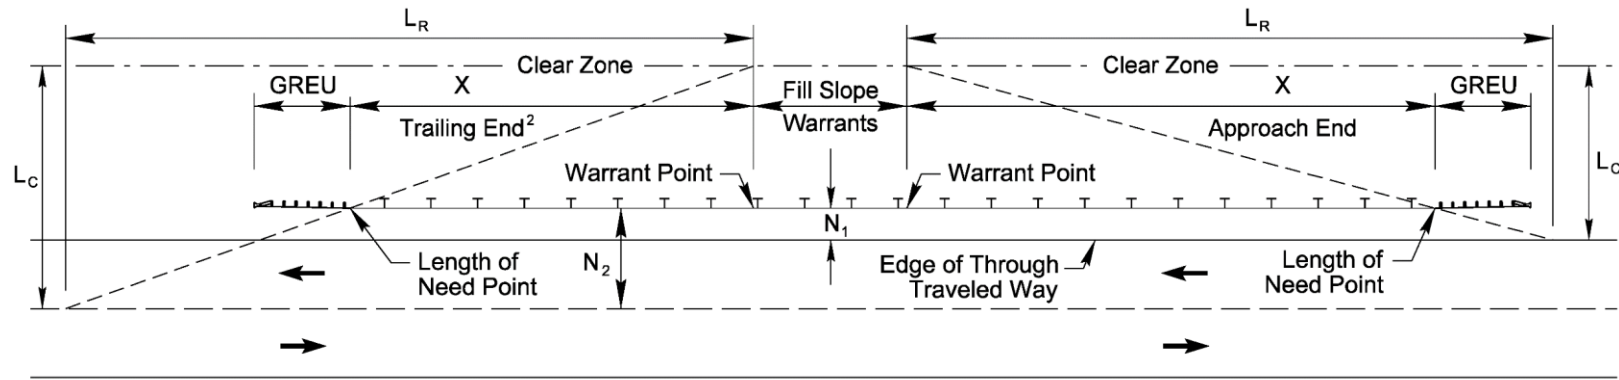 L_R
L_R
Clear Zone
Clear Zone
GREU
X
Fill Slope
Warrants
X
GREU
Trailing End²
Approach End
L_C
L_C
Warrant Point
Warrant Point
N₁
N₂
Length of
Need Point
Edge of Through
Traveled Way
Length of
Need Point